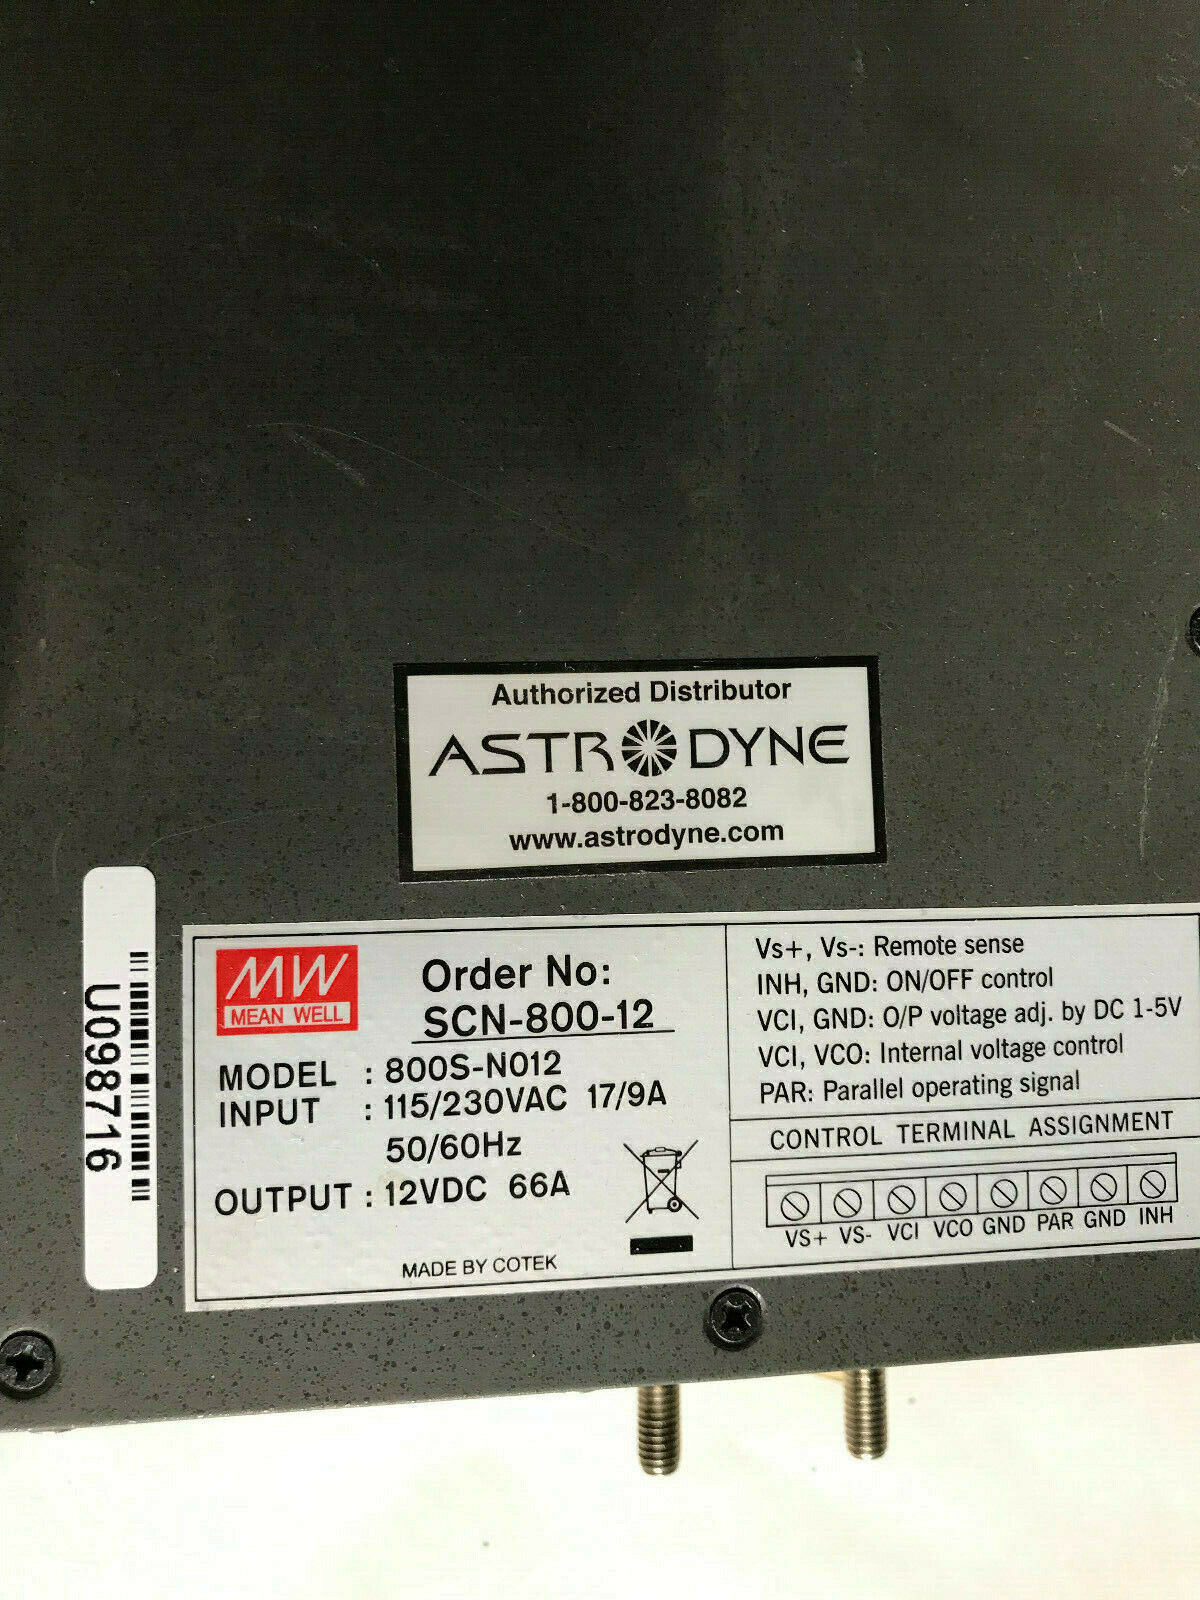 Authorized Distributor
ASTRODYNE
1-800-823-8082
www.astrodyne.com
U098716
MW
MEAN WELL
Order No:
SCN-800-12
MODEL : 800S-N012
INPUT : 115/230VAC 17/9A
50/60Hz
OUTPUT : 12VDC 66A
MADE BY COTEK
Vs+, Vs-: Remote sense
INH, GND: ON/OFF control
VCI, GND: O/P voltage adj. by DC 1-5V
VCI, VCO: Internal voltage control
PAR: Parallel operating signal
CONTROL TERMINAL ASSIGNMENT
VS+ VS- VCI VCO GND PAR GND INH